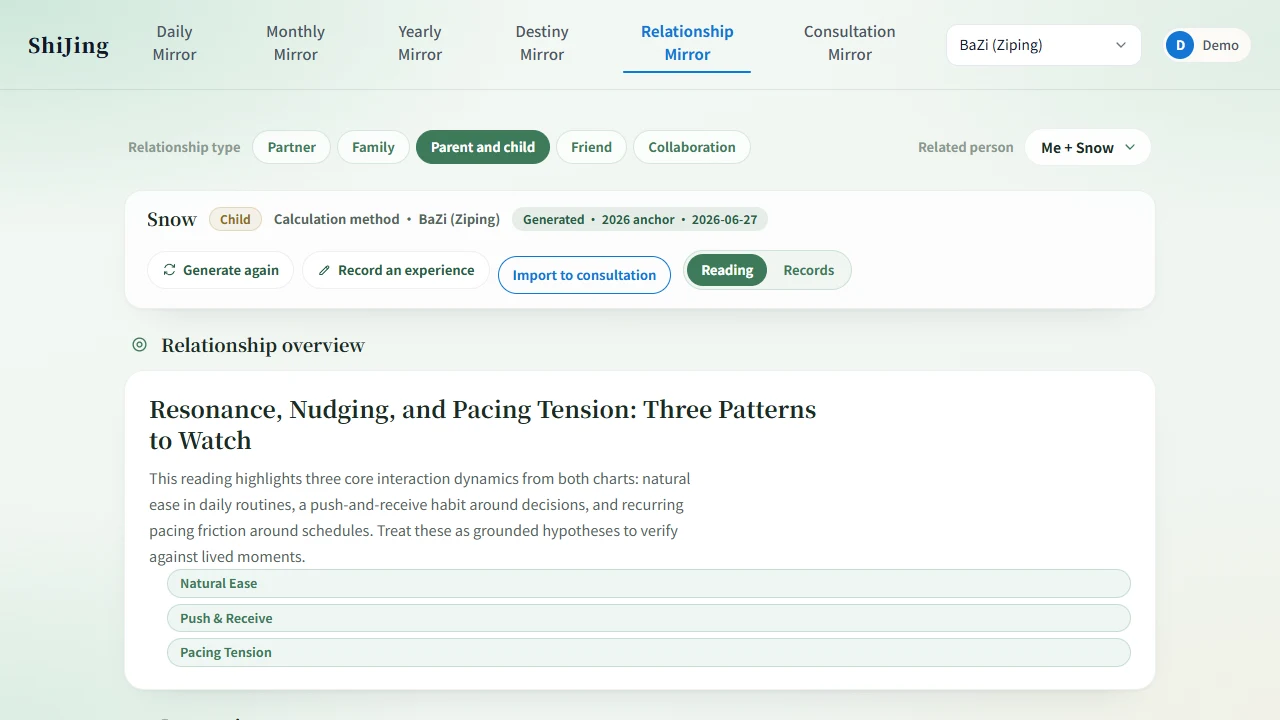 ShiJing
Daily
Mirror
Monthly
Mirror
Yearly
Mirror
Destiny
Mirror
Relationship
Mirror
Consultation
Mirror
BaZi (Ziping)
D
Demo
Relationship type
Partner
Family
Parent and child
Friend
Collaboration
Related person
Me + Snow
Snow
Child
Calculation method • BaZi (Ziping)
Generated • 2026 anchor • 2026-06-27
Generate again
Record an experience
Import to consultation
Reading
Records
Relationship overview
Resonance, Nudging, and Pacing Tension: Three Patterns
to Watch
This reading highlights three core interaction dynamics from both charts: natural
ease in daily routines, a push-and-receive habit around decisions, and recurring
pacing friction around schedules. Treat these as grounded hypotheses to verify
against lived moments.
Natural Ease
Push & Receive
Pacing Tension